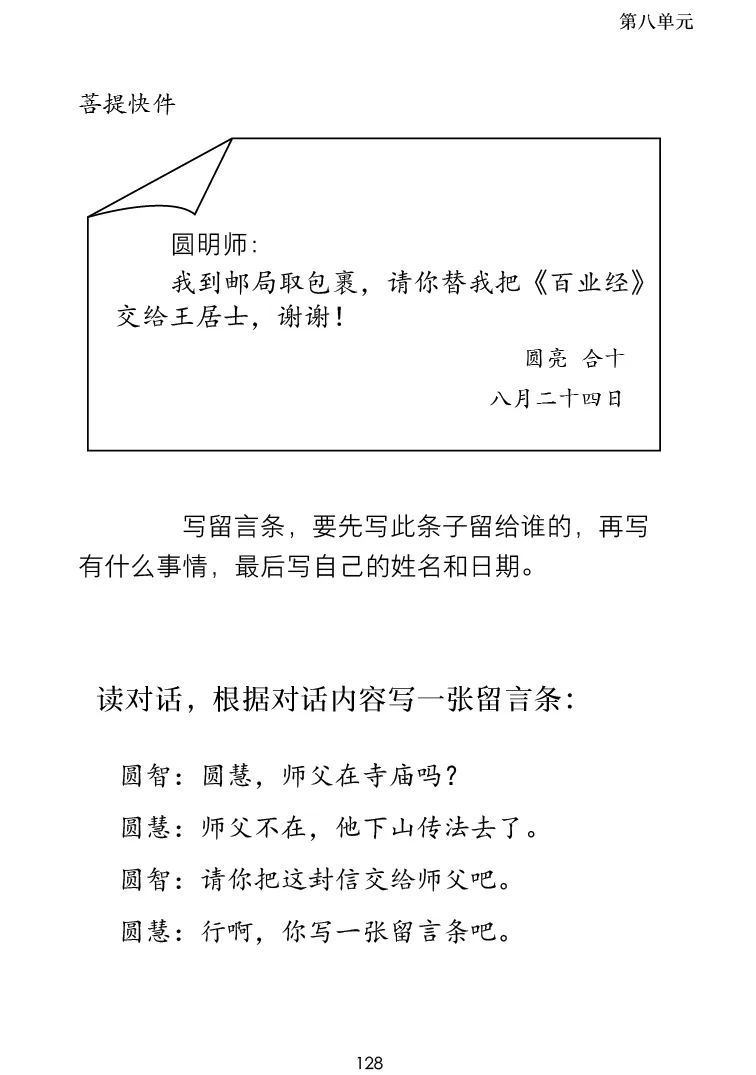 第八单元
菩提快件
圆明师：
我到邮局取包裹，请你替我把《百业经》
交给王居士，谢谢！
圆亮 合十
八月二十四日
写留言条，要先写此条子留给谁的，再写
有什么事情，最后写自己的姓名和日期。
读对话，根据对话内容写一张留言条：
圆智：圆慧，师父在寺庙吗？
圆慧：师父不在，他下山传法去了。
圆智：请你把这封信交给师父吧。
圆慧：行啊，你写一张留言条吧。
128